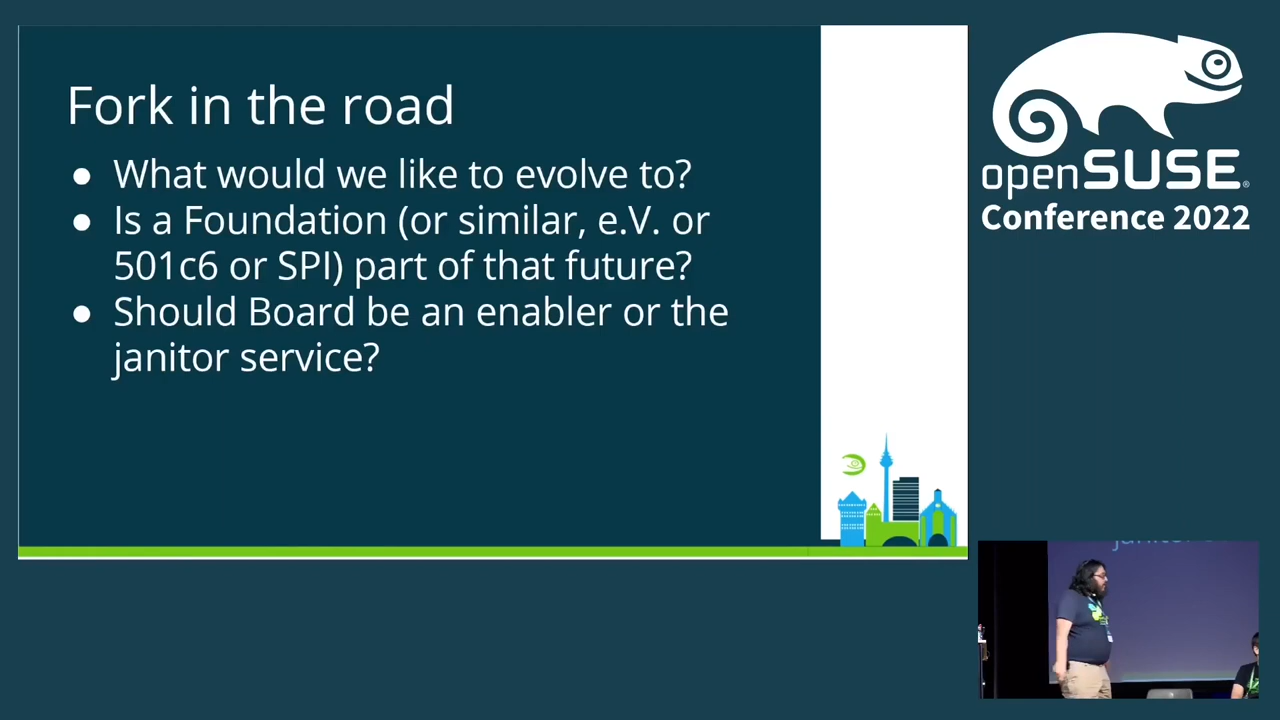 Fork in the road
● What would we like to evolve to?
● Is a Foundation (or similar, e.V. or
501c6 or SPI) part of that future?
● Should Board be an enabler or the
janitor service?
openSUSE®
Conference 2022